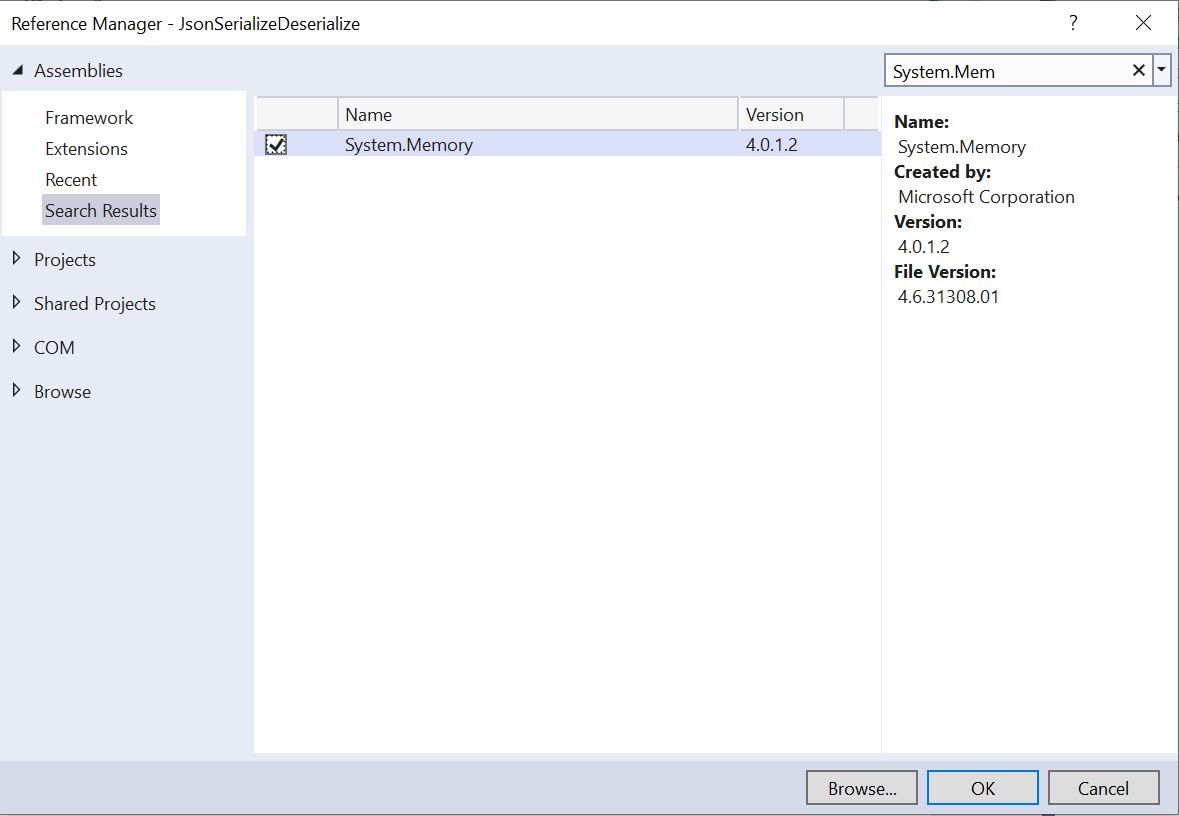 Reference Manager - JsonSerializeDeserialize
?
Assemblies
Framework
Extensions
Recent
Search Results
Projects
Shared Projects
COM
Browse
System.Mem
Name Version
System.Memory 4.0.1.2
Name:
System.Memory
Created by:
Microsoft Corporation
Version:
4.0.1.2
File Version:
4.6.31308.01
Browse... OK Cancel